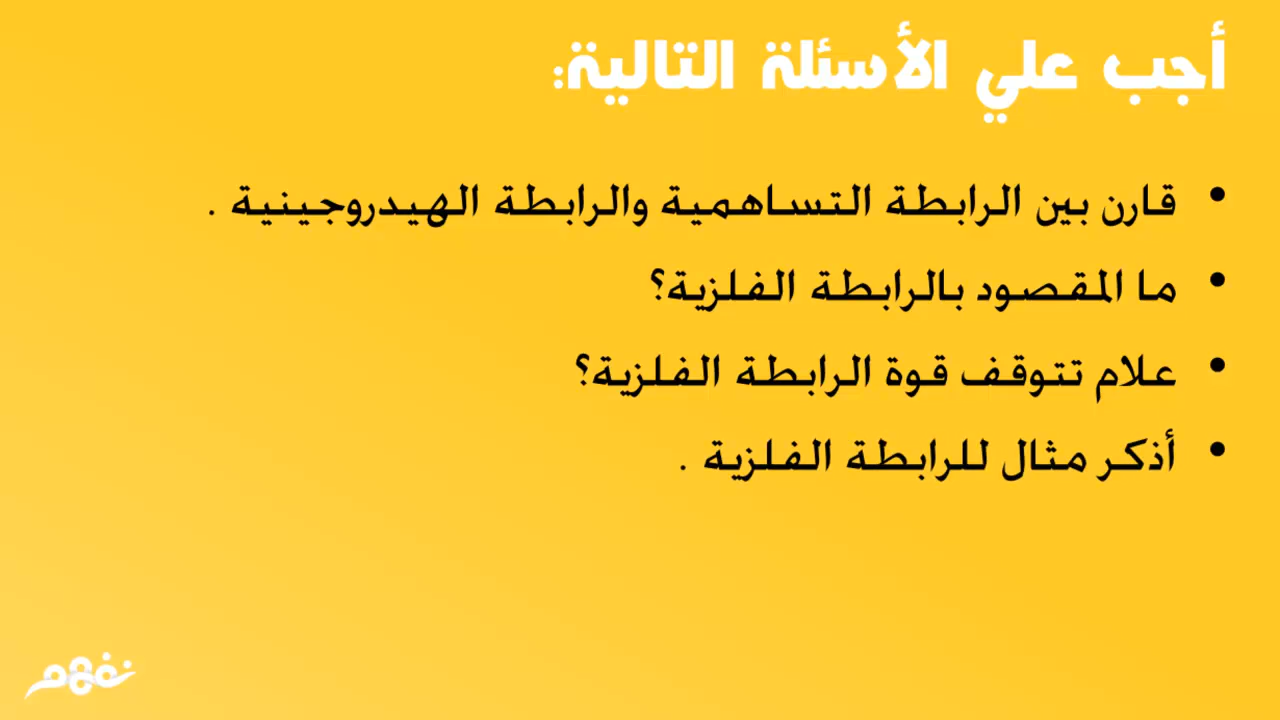 أجب علي الأسئلة التالية:
• قارن بين الرابطة التساهمية والرابطة الهيدروجينية .
• ما المقصود بالرابطة الفلزية؟
• علام تتوقف قوة الرابطة الفلزية؟
• أذكر مثال للرابطة الفلزية .
نفهم